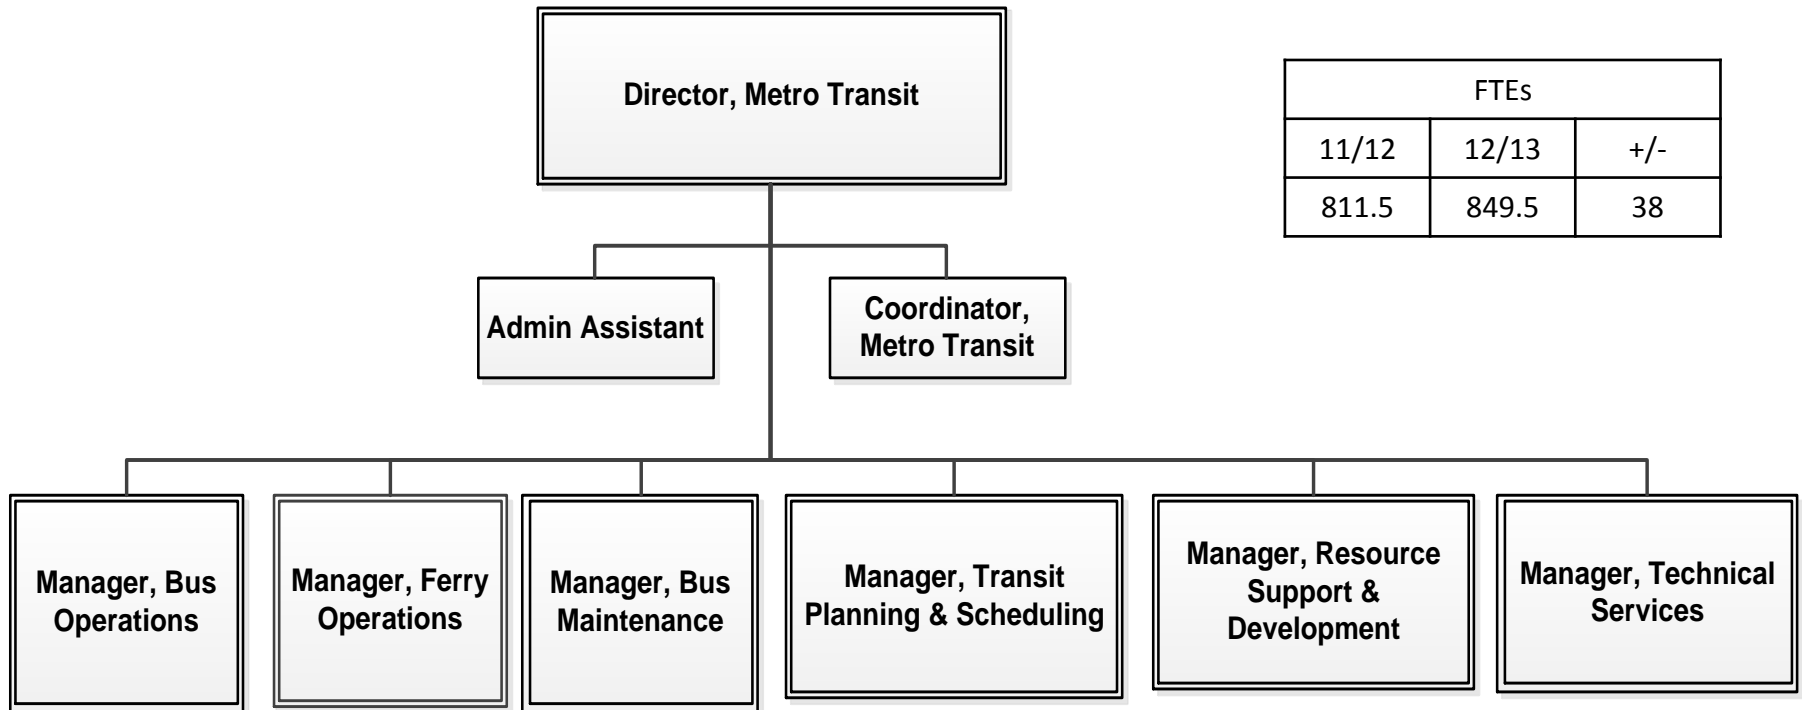 Director, Metro Transit
FTEs
11/12 12/13 +/-
811.5 849.5 38
Admin Assistant
Coordinator,
Metro Transit
Manager, Bus
Operations
Manager, Ferry
Operations
Manager, Bus
Maintenance
Manager, Transit
Planning & Scheduling
Manager, Resource
Support &
Development
Manager, Technical
Services